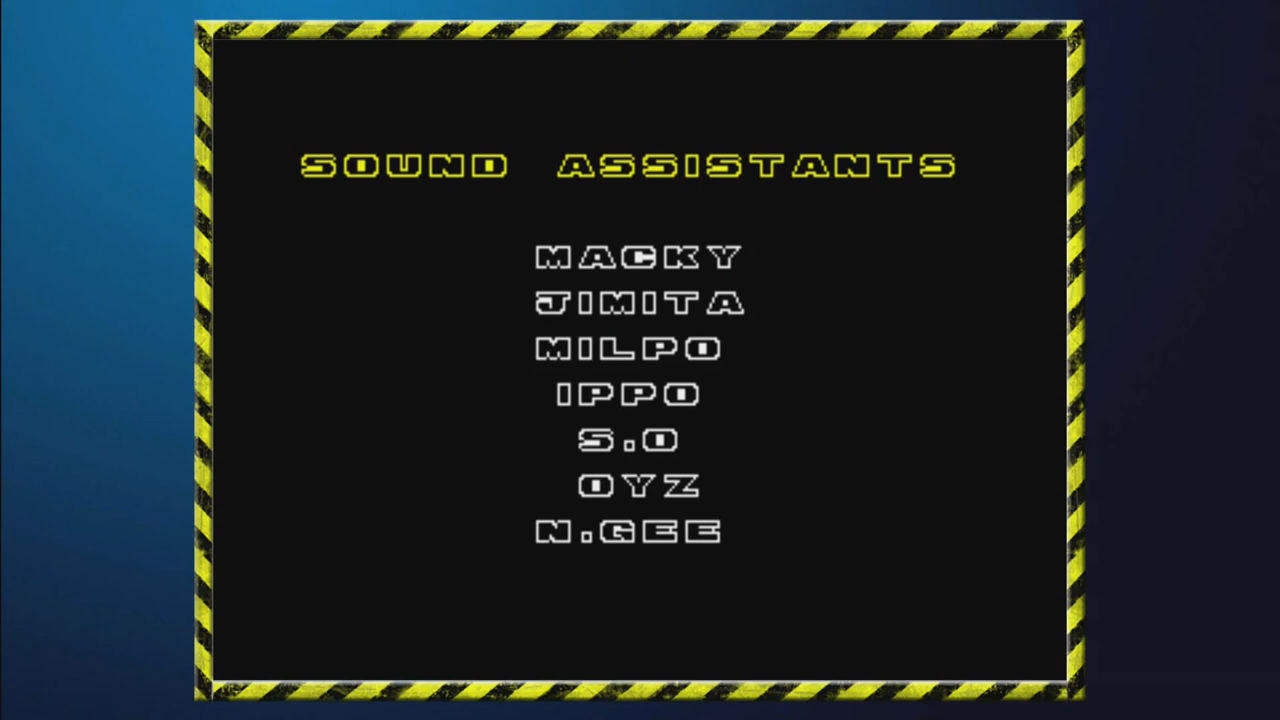 SOUND ASSISTANTS
MACKY
JIMITA
MILPO
IPPO
S.O
OYZ
N.GEE